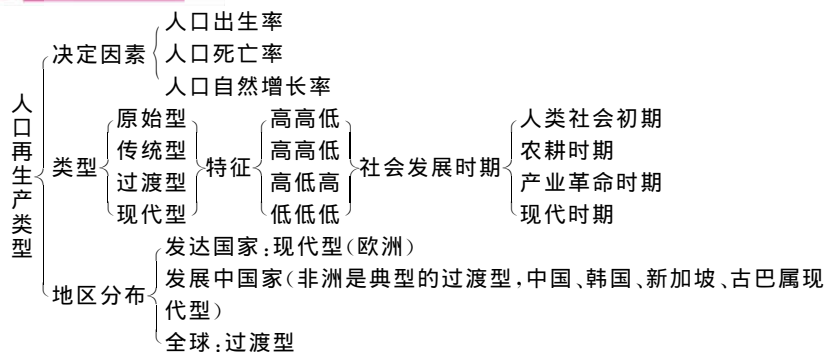 人口再生产类型
决定因素
人口出生率
人口死亡率
人口自然增长率
类型
原始型
传统型
过渡型
现代型
特征
高高低
高高低
高低高
低低低
社会发展时期
人类社会初期
农耕时期
产业革命时期
现代时期
地区分布
发达国家:现代型(欧洲)
发展中国家(非洲是典型的过渡型,中国、韩国、新加坡、古巴属现
代型)
全球:过渡型